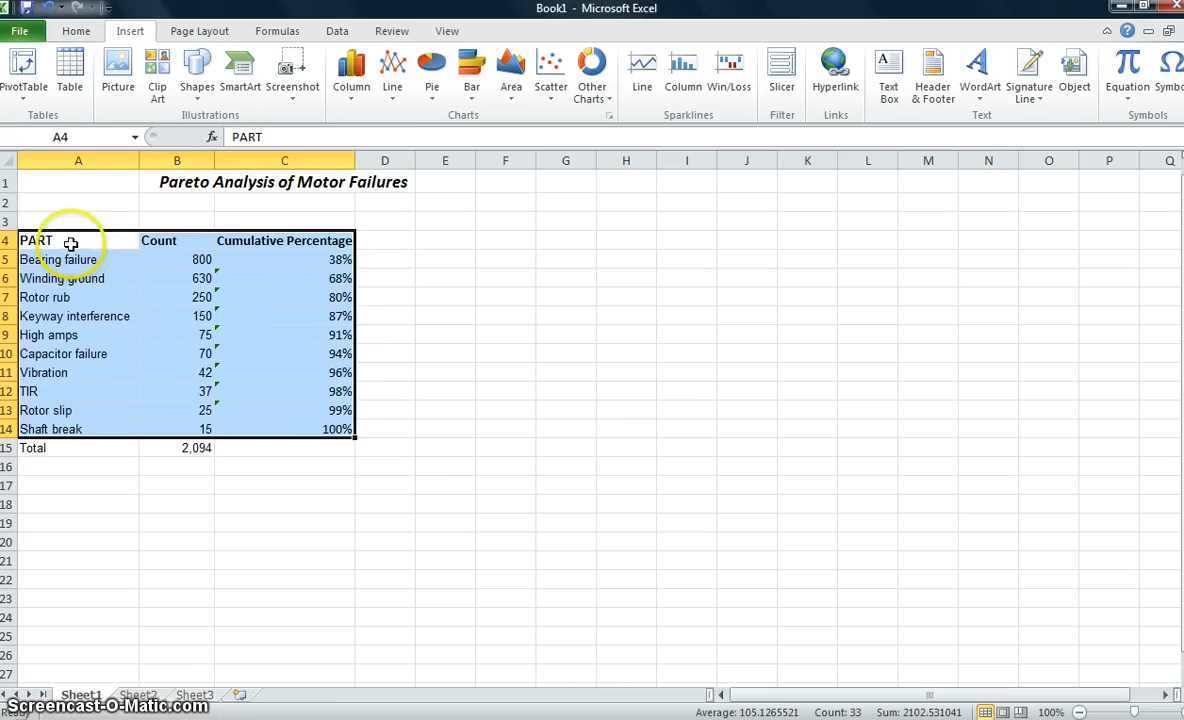 Book1 - Microsoft Excel
File Home Insert Page Layout Formulas Data Review View
PivotTable Table Picture Clip Art Shapes SmartArt Screenshot Column Line Pie Bar Area Scatter Other Charts Line Column Win/Loss Slicer Hyperlink Text Box Header & Footer WordArt Signature Line Object Equation
Tables Illustrations Charts Sparklines Filter Links Text Symbols
A4 fx PART
A B C D E F G H I J K L M N O P Q
1 Pareto Analysis of Motor Failures
2
3
4 PART Count Cumulative Percentage
5 Bearing failure 800 38%
6 Winding ground 630 68%
7 Rotor rub 250 80%
8 Keyway interference 150 87%
9 High amps 75 91%
10 Capacitor failure 70 94%
11 Vibration 42 96%
12 TIR 37 98%
13 Rotor slip 25 99%
14 Shaft break 15 100%
15 Total 2,094
16
17
18
19
20
21
22
23
24
25
26
27
Sheet1 Sheet2 Sheet3
Screencast-O-Matic.com
Average: 105.1265521 Count: 33 Sum: 2102.531041 100%